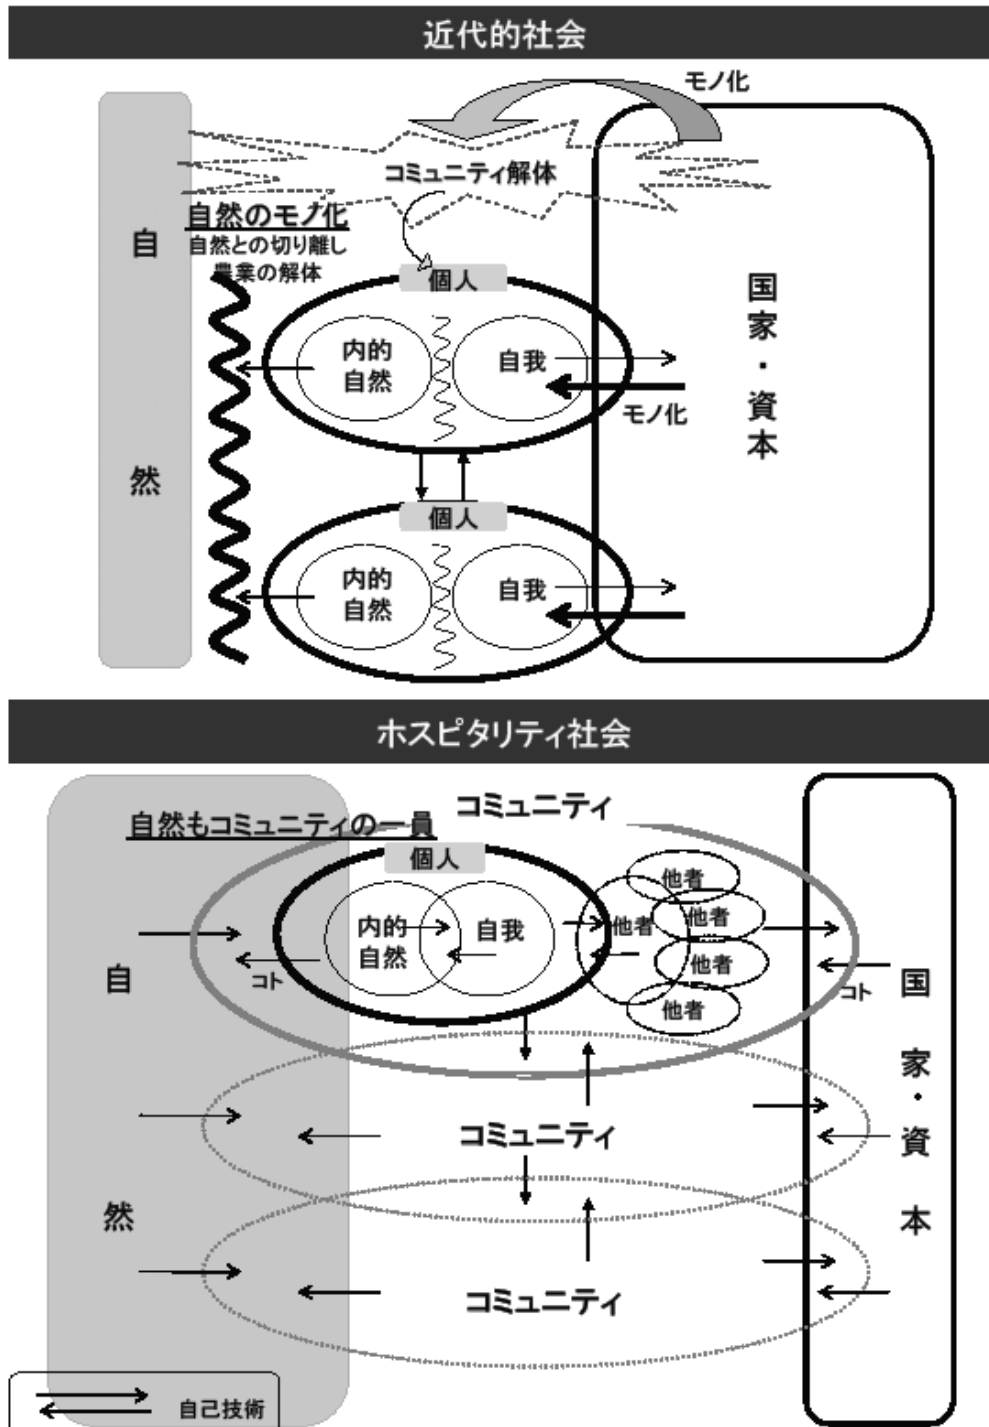 近代的社会
モノ化
コミュニティ解体
自然のモノ化
自然との切り離し
農業の解体
自然
国家・資本
個人
内的
自然
自我
モノ化
個人
内的
自然
自我
ホスピタリティ社会
コミュニティ
自然もコミュニティの一員
個人
内的
自然
自我
他者
他者
他者
他者
他者
コト
コト
自然
国家・資本
コミュニティ
コミュニティ
自己技術